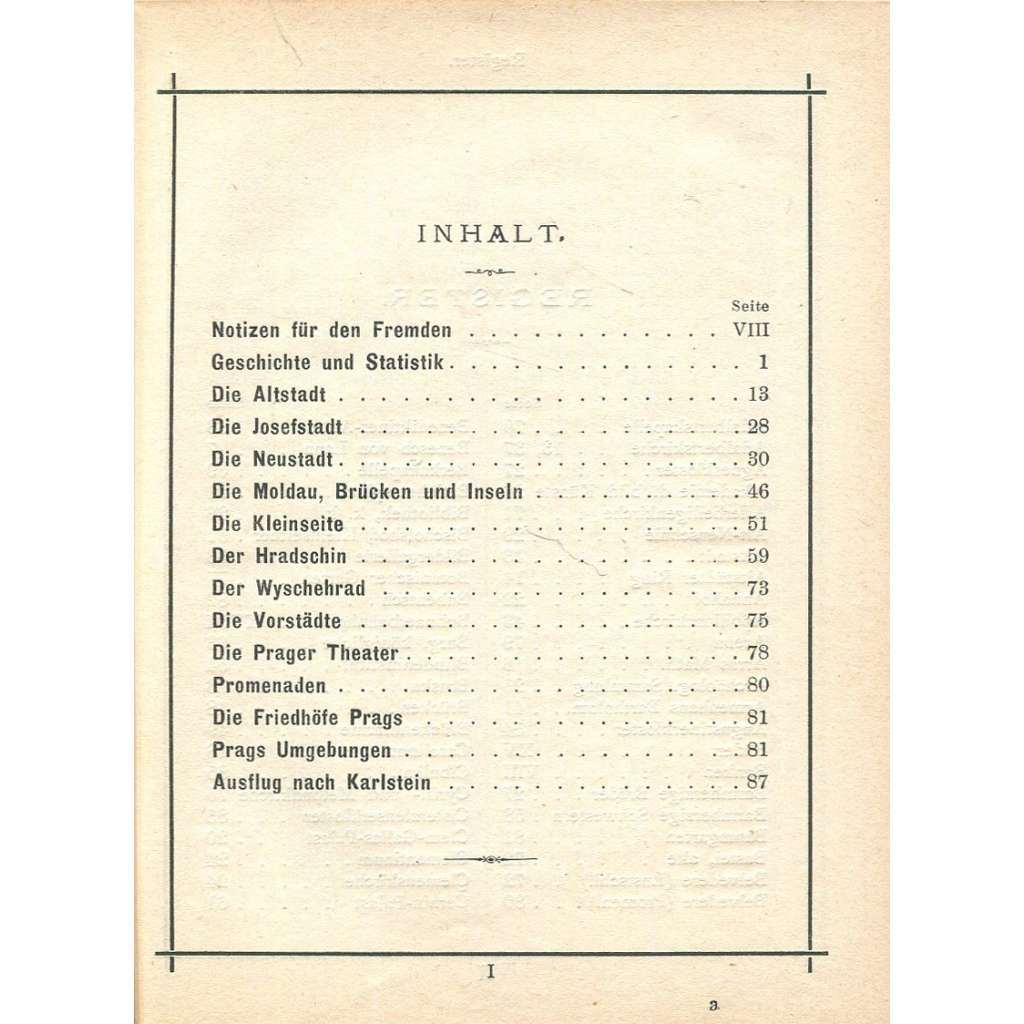 INHALT.
Seite
Notizen für den Fremden . . . . . . . . . . . . VIII
Geschichte und Statistik . . . . . . . . . . . . . 1
Die Altstadt . . . . . . . . . . . . . . . . . . 13
Die Josefstadt . . . . . . . . . . . . . . . . . 28
Die Neustadt . . . . . . . . . . . . . . . . . . 30
Die Moldau, Brücken und Inseln . . . . . . . . . 46
Die Kleinseite . . . . . . . . . . . . . . . . . 51
Der Hradschin . . . . . . . . . . . . . . . . . 59
Der Wyschehrad . . . . . . . . . . . . . . . . 73
Die Vorstädte . . . . . . . . . . . . . . . . . 75
Die Prager Theater . . . . . . . . . . . . . . . 78
Promenaden . . . . . . . . . . . . . . . . . . 80
Die Friedhöfe Prags . . . . . . . . . . . . . . 81
Prags Umgebungen . . . . . . . . . . . . . . . 81
Ausflug nach Karlstein . . . . . . . . . . . . . 87
I
a